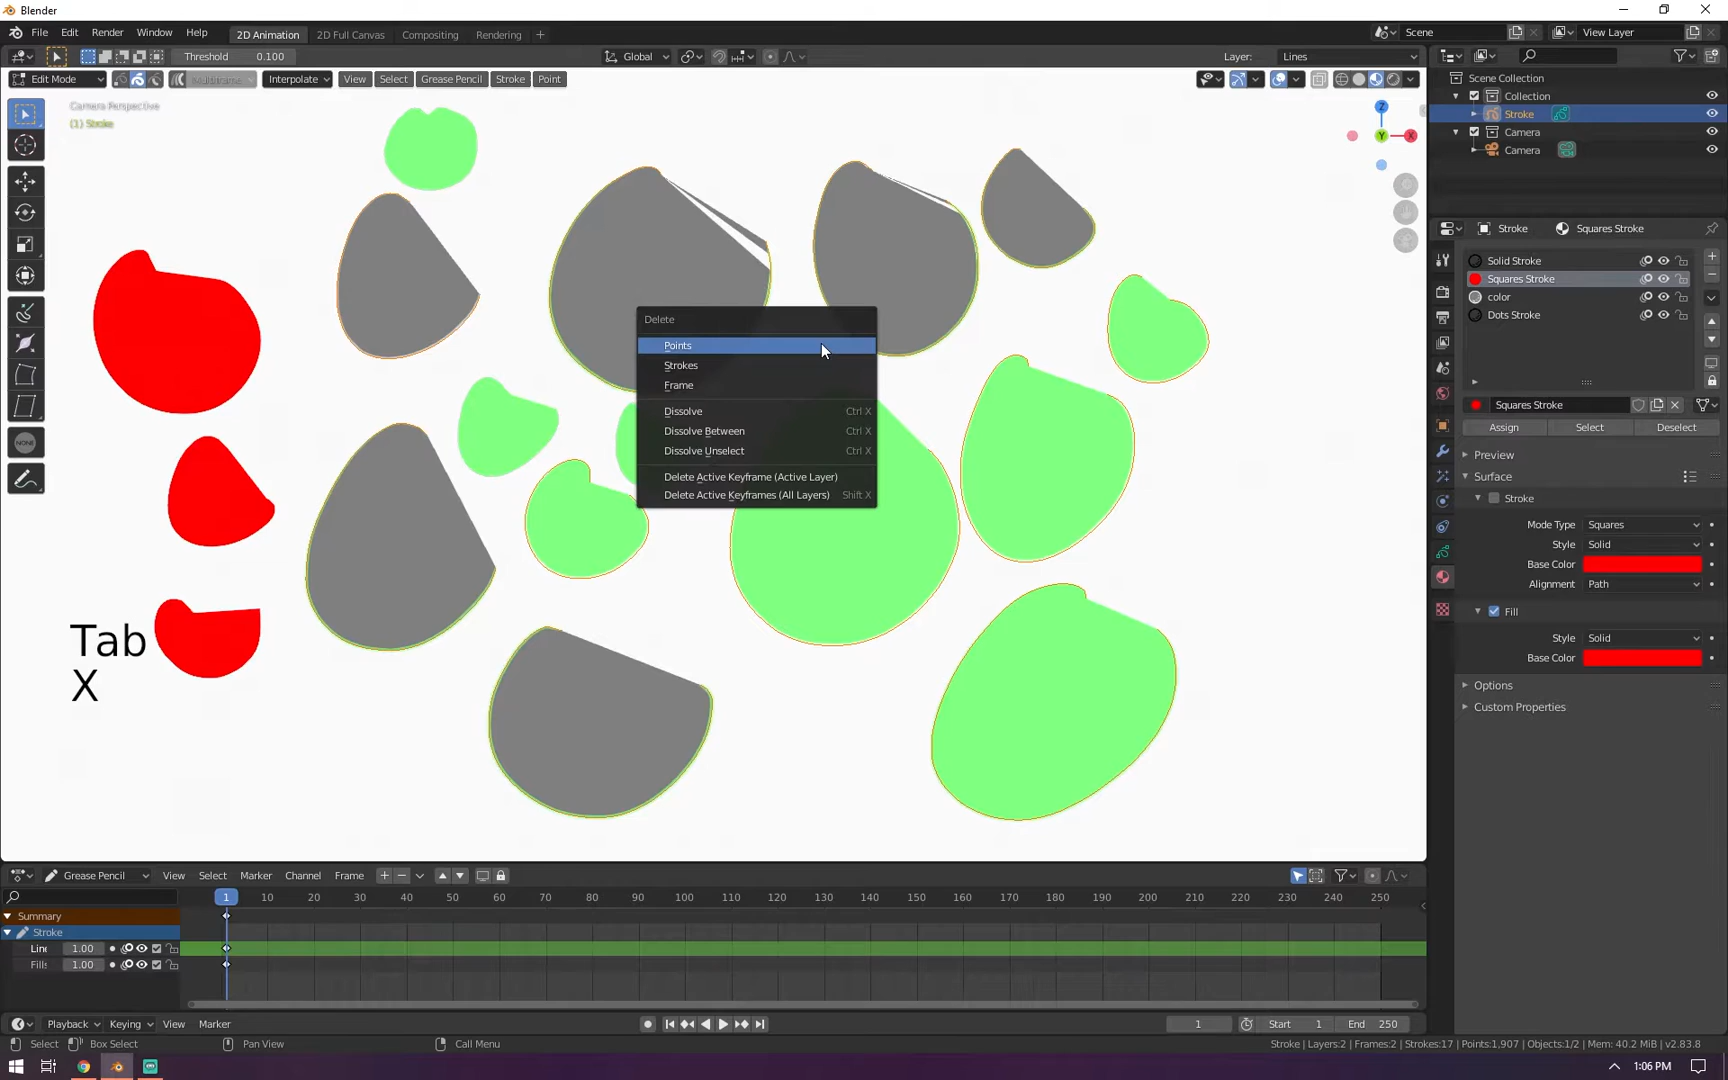 Blender
File Edit Render Window Help 2D Animation 2D Full Canvas Compositing Rendering + Scene View Layer
Threshold 0.100 Global Layer: Lines
Edit Mode Interpolate View Select Grease Pencil Stroke Point
Camera Perspective
(1) Stroke
Z
Y
X
Scene Collection
Collection
Stroke
Camera
Camera
Stroke Squares Stroke
Solid Stroke
Squares Stroke
color
Dots Stroke
Squares Stroke
Assign Select Deselect
Preview
Surface
Stroke
Mode Type Squares
Style Solid
Base Color
Alignment Path
Fill
Style Solid
Base Color
Options
Custom Properties
Delete
Points
Strokes
Frame
Dissolve Ctrl X
Dissolve Between Ctrl X
Dissolve Unselect Ctrl X
Delete Active Keyframe (Active Layer)
Delete Active Keyframes (All Layers) Shift X
NONE
Tab
X
Grease Pencil View Select Marker Channel Frame
1 10 20 30 40 50 60 70 80 90 100 110 120 130 140 150 160 170 180 190 200 210 220 230 240 250
Summary
Stroke
Line 1.00
Fills 1.00
Playback Keying View Marker 1 Start 1 End 250
Select Box Select Pan View Call Menu Stroke | Layers:2 | Frames:2 | Strokes:17 | Points:1,907 | Objects:1/2 | Mem: 40.2 MiB | v2.83.8
1:06 PM